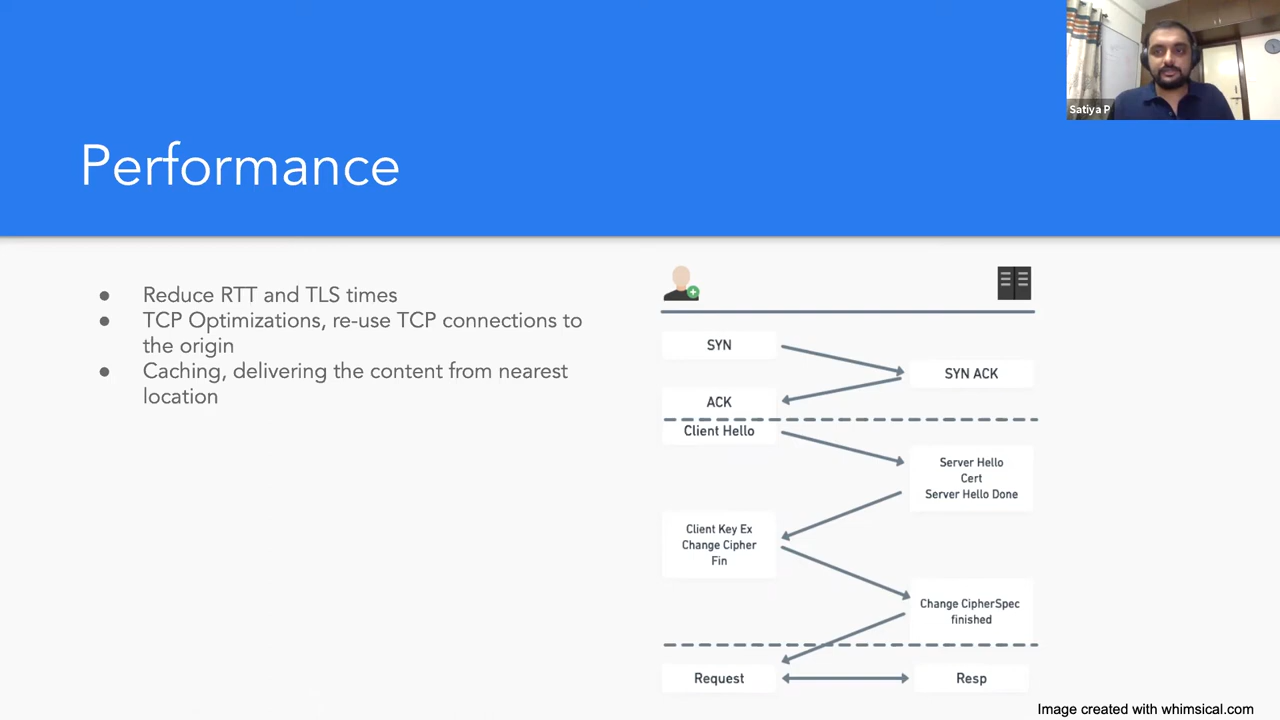 Satiya P
Performance
● Reduce RTT and TLS times
● TCP Optimizations, re-use TCP connections to
the origin
● Caching, delivering the content from nearest
location
SYN
SYN ACK
ACK
Client Hello
Server Hello
Cert
Server Hello Done
Client Key Ex
Change Cipher
Fin
Change CipherSpec
finished
Request
Resp
Image created with whimsical.com